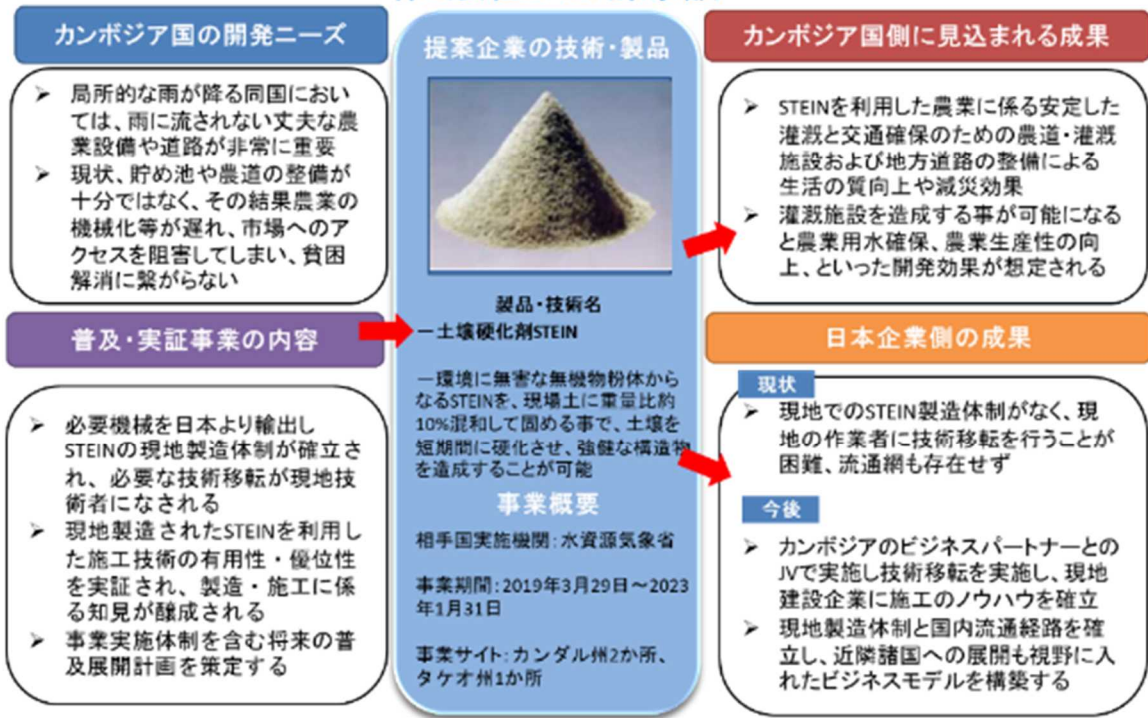 カンボジア国の開発ニーズ
➢ 局所的な雨が降る同国におい
ては、雨に流されない丈夫な農
業設備や道路が非常に重要
➢ 現状、貯め池や農道の整備が
十分ではなく、その結果農業の
機械化等が遅れ、市場へのア
クセスを阻害してしまい、貧困
解消に繋がらない
普及・実証事業の内容
➢ 必要機械を日本より輸出し
STEINの現地製造体制が確立さ
れ、必要な技術移転が現地技
術者になされる
➢ 現地製造されたSTEINを利用し
た施工技術の有用性・優位性
を実証され、製造・施工に係
る知見が醸成される
➢ 事業実施体制を含む将来の普
及展開計画を策定する
提案企業の技術・製品
製品・技術名
ー土壌硬化剤STEIN
ー環境に無害な無機物粉体から
なるSTEINを、現場土に重量比約
10%混和して固める事で、土壌を
短期間に硬化させ、強健な構造物
を造成することが可能
事業概要
相手国実施機関：水資源気象省
事業期間：2019年3月29日～2023
年1月31日
事業サイト：カンダル州2か所、
タケオ州1か所
カンボジア国側に見込まれる成果
➢ STEINを利用した農業に係る安定した
灌漑と交通確保のための農道・灌漑
施設および地方道路の整備による
生活の質向上や減災効果
➢ 灌漑施設を造成する事が可能になる
と農業用水確保、農業生産性の向
上、といった開発効果が想定される
日本企業側の成果
現状
➢ 現地でのSTEIN製造体制がなく、現
地の作業者に技術移転を行うことが
困難、流通網も存在せず
今後
➢ カンボジアのビジネスパートナーとの
JVで実施し技術移転を実施し、現地
建設企業に施工のノウハウを確立
➢ 現地製造体制と国内流通経路を確
立し、近隣諸国への展開も視野に入
れたビジネスモデルを構築する